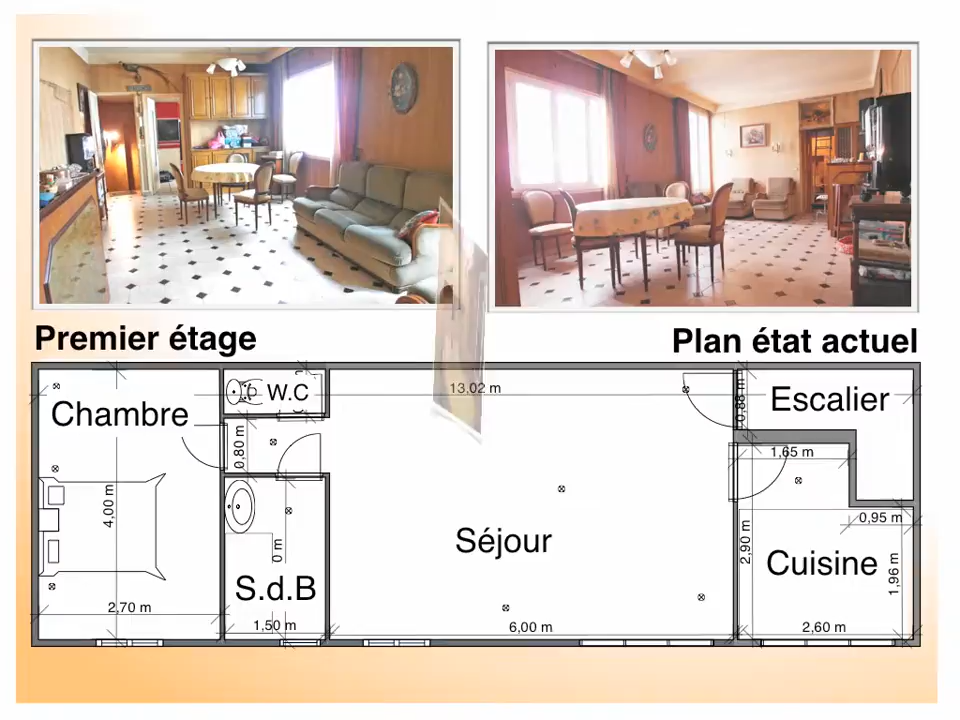 Premier étage
Plan état actuel
13,02 m
W.C
Chambre
Escalier
0,88 m
0,80 m
1,65 m
4,00 m
0,95 m
Séjour
2,90 m
0 m
Cuisine
1,96 m
S.d.B
2,70 m
1,50 m
6,00 m
2,60 m